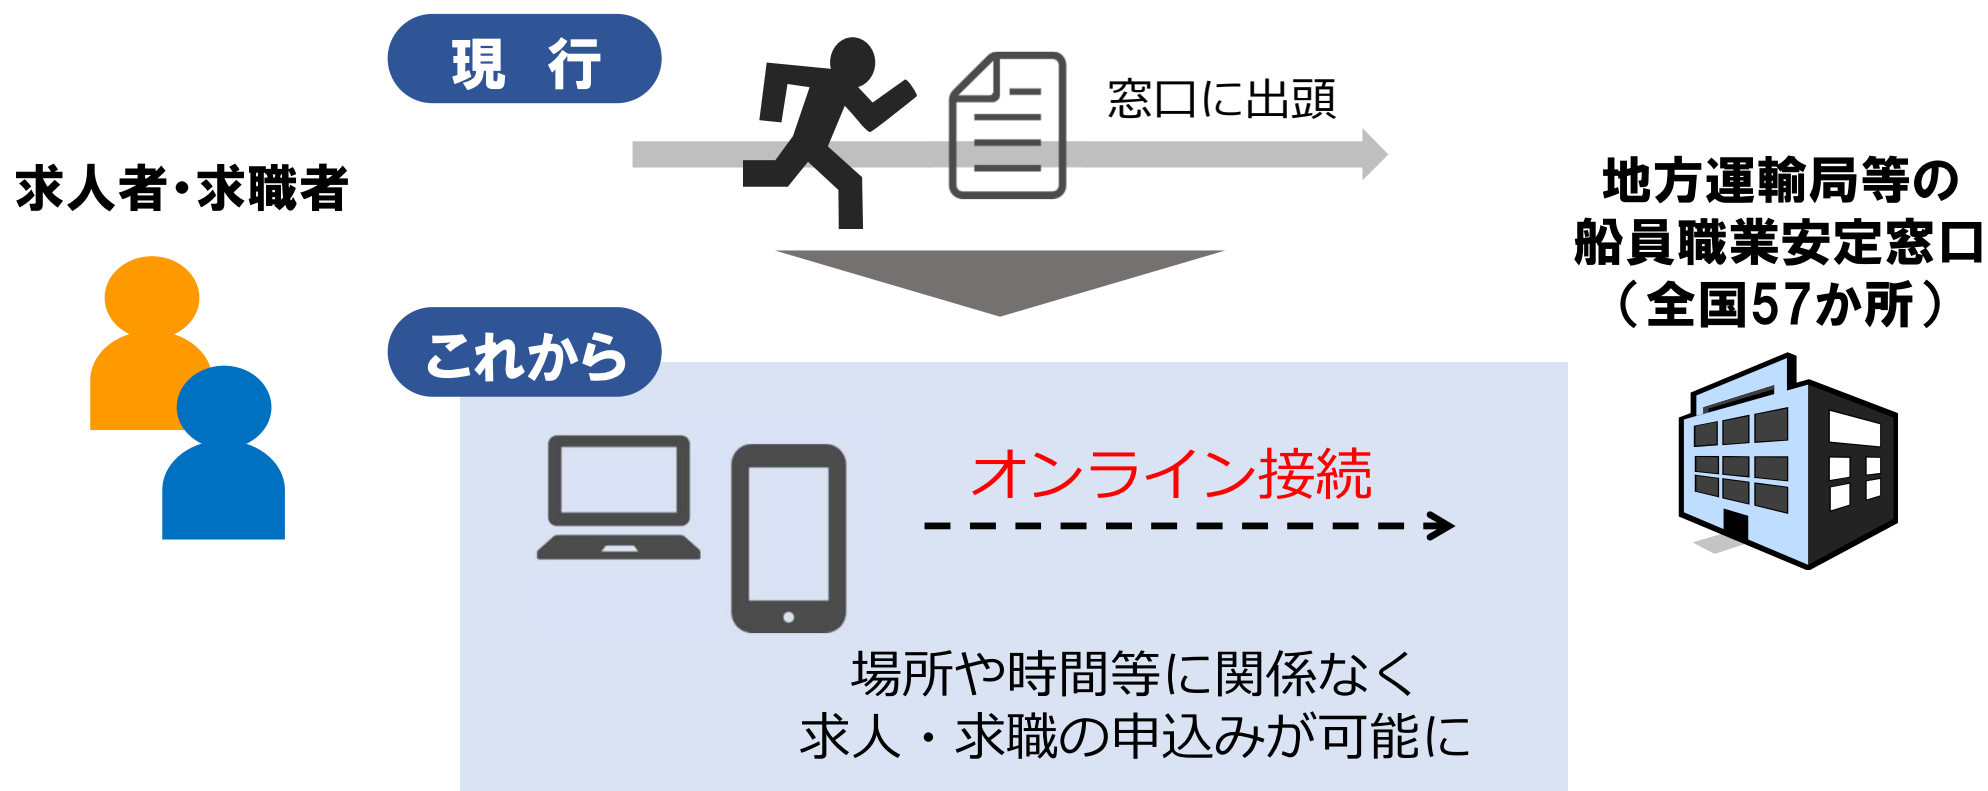 現 行
窓口に出頭
求人者・求職者
地方運輸局等の
船員職業安定窓口
（全国57か所）
これから
オンライン接続
場所や時間等に関係なく
求人・求職の申込みが可能に